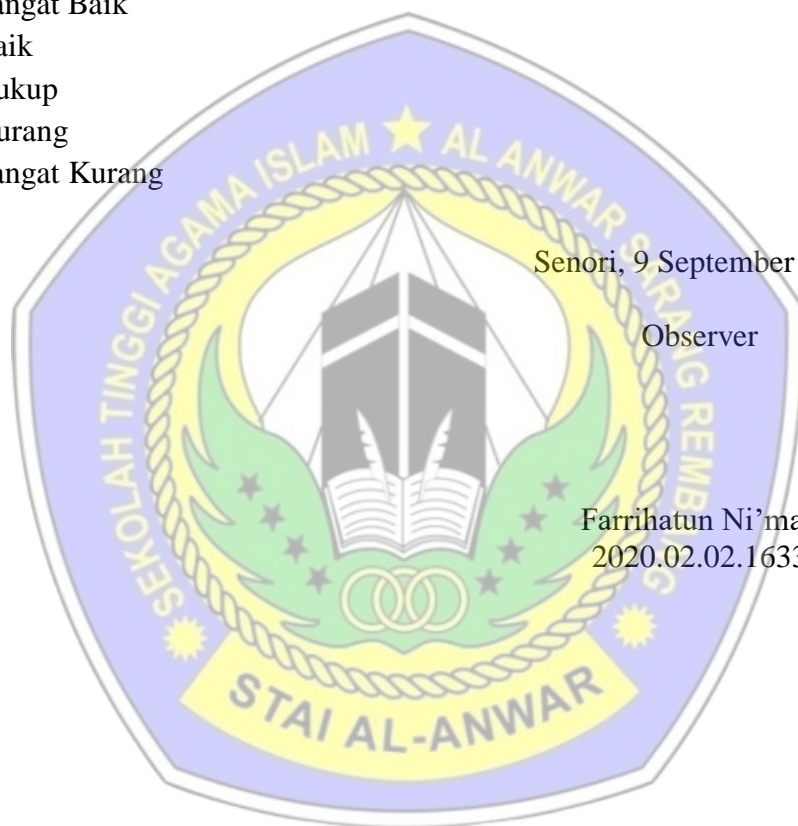 angat Baik
aik
ukup
urang
angat Kurang
SEKOLAH TINGGI AGAMA ISLAM AL ANWAR SARANG REMBANG
Senori, 9 September
Observer
Farrihatun Ni’ma
2020.02.02.1633
STAI AL-ANWAR